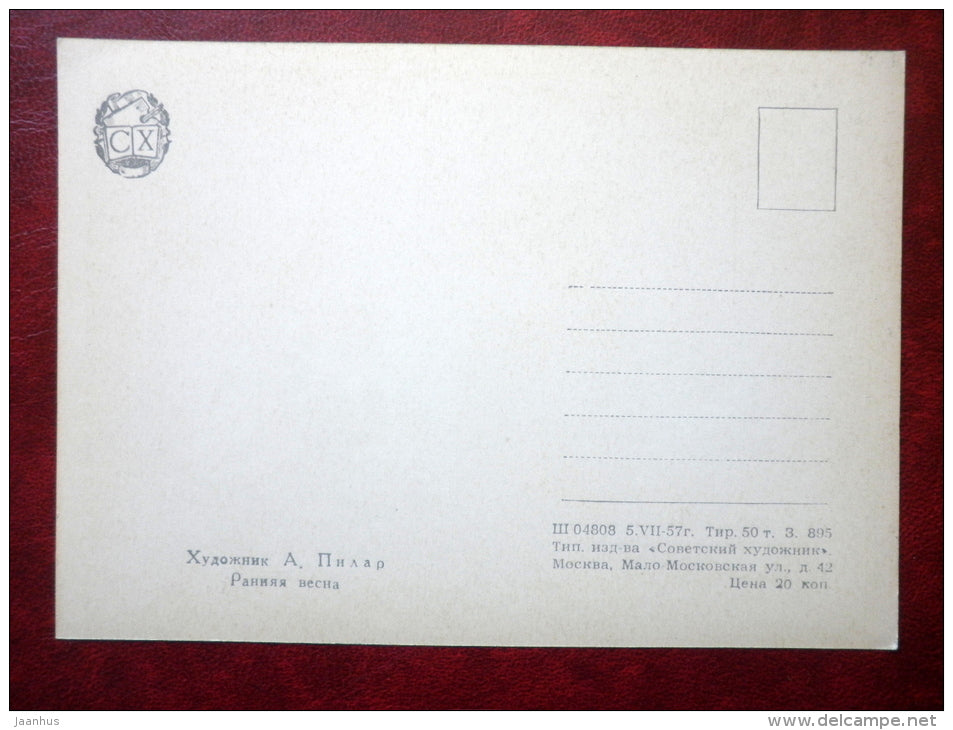 С Х
Художник А. Пилар
Ранняя весна
Ш 04808 5.VII-57г. Тир. 50 т. З. 895
Тип. изд-ва «Советский художник».
Москва, Мало-Московская ул., д. 42
Цена 20 коп.
jaanhus
www.delcampe.net